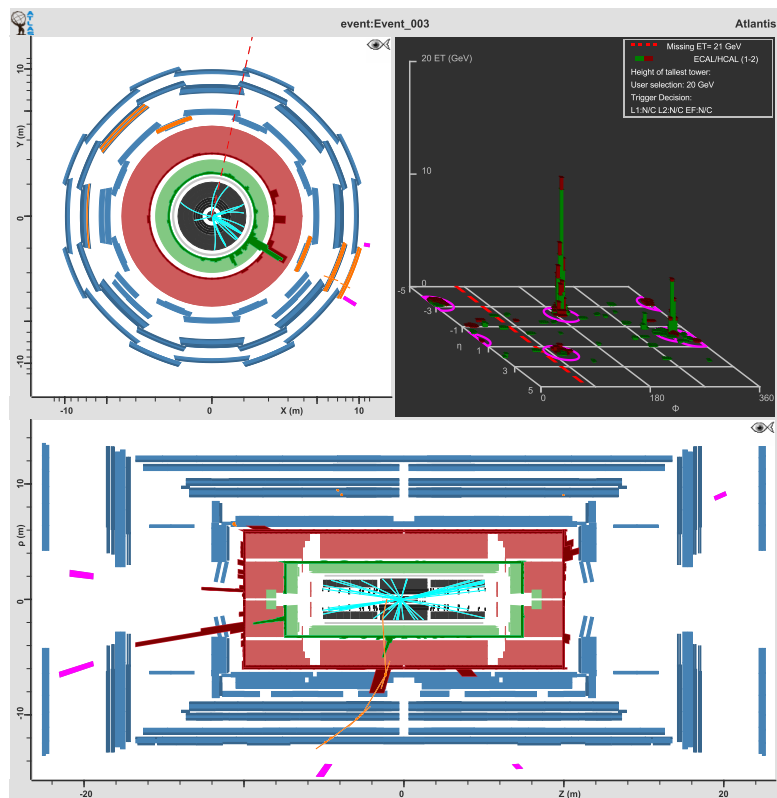 event:Event_003
Atlantis
10
0
-10
Y (m)
-10
0
X (m)
10
20 ET (GeV)
10
0
-5
-3
-1
η
1
3
5
0
180
360
Φ
Missing ET= 21 GeV
ECAL/HCAL (1-2)
Height of tallest tower:
User selection: 20 GeV
Trigger Decision:
L1:N/C L2:N/C EF:N/C
10
ρ (m)
0
-10
-20
0
Z (m)
20